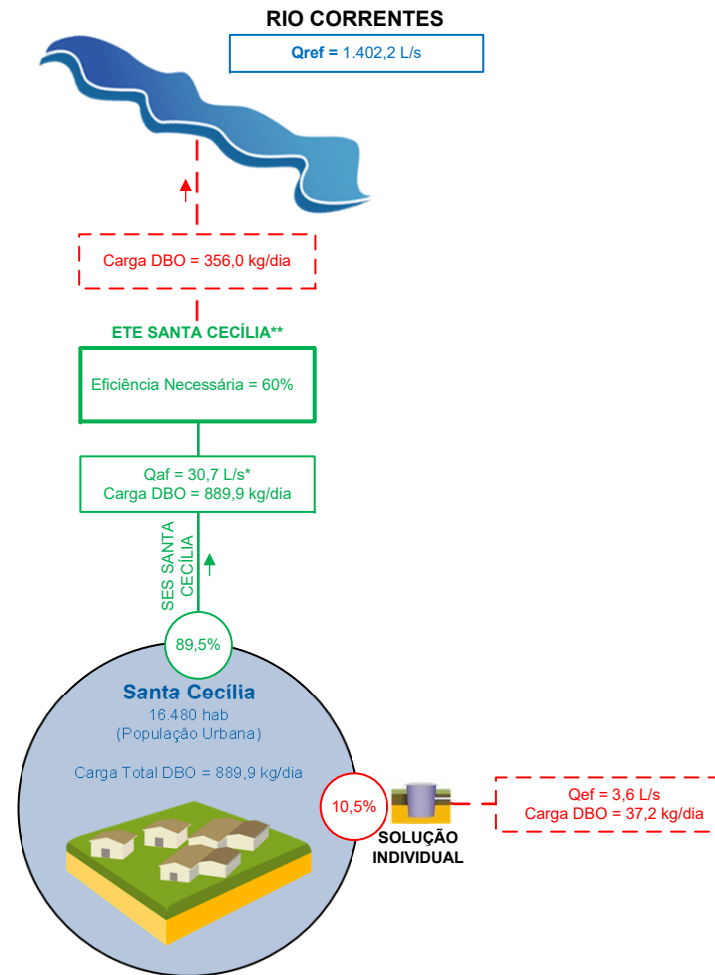 RIO CORRENTES
Qref = 1.402,2 L/s
Carga DBO = 356,0 kg/dia
ETE SANTA CECÍLIA**
Eficiência Necessária = 60%
Qaf = 30,7 L/s*
Carga DBO = 889,9 kg/dia
SES SANTA
CECÍLIA
89,5%
Santa Cecília
16.480 hab
(População Urbana)
Carga Total DBO = 889,9 kg/dia
10,5%
SOLUÇÃO
INDIVIDUAL
Qef = 3,6 L/s
Carga DBO = 37,2 kg/dia